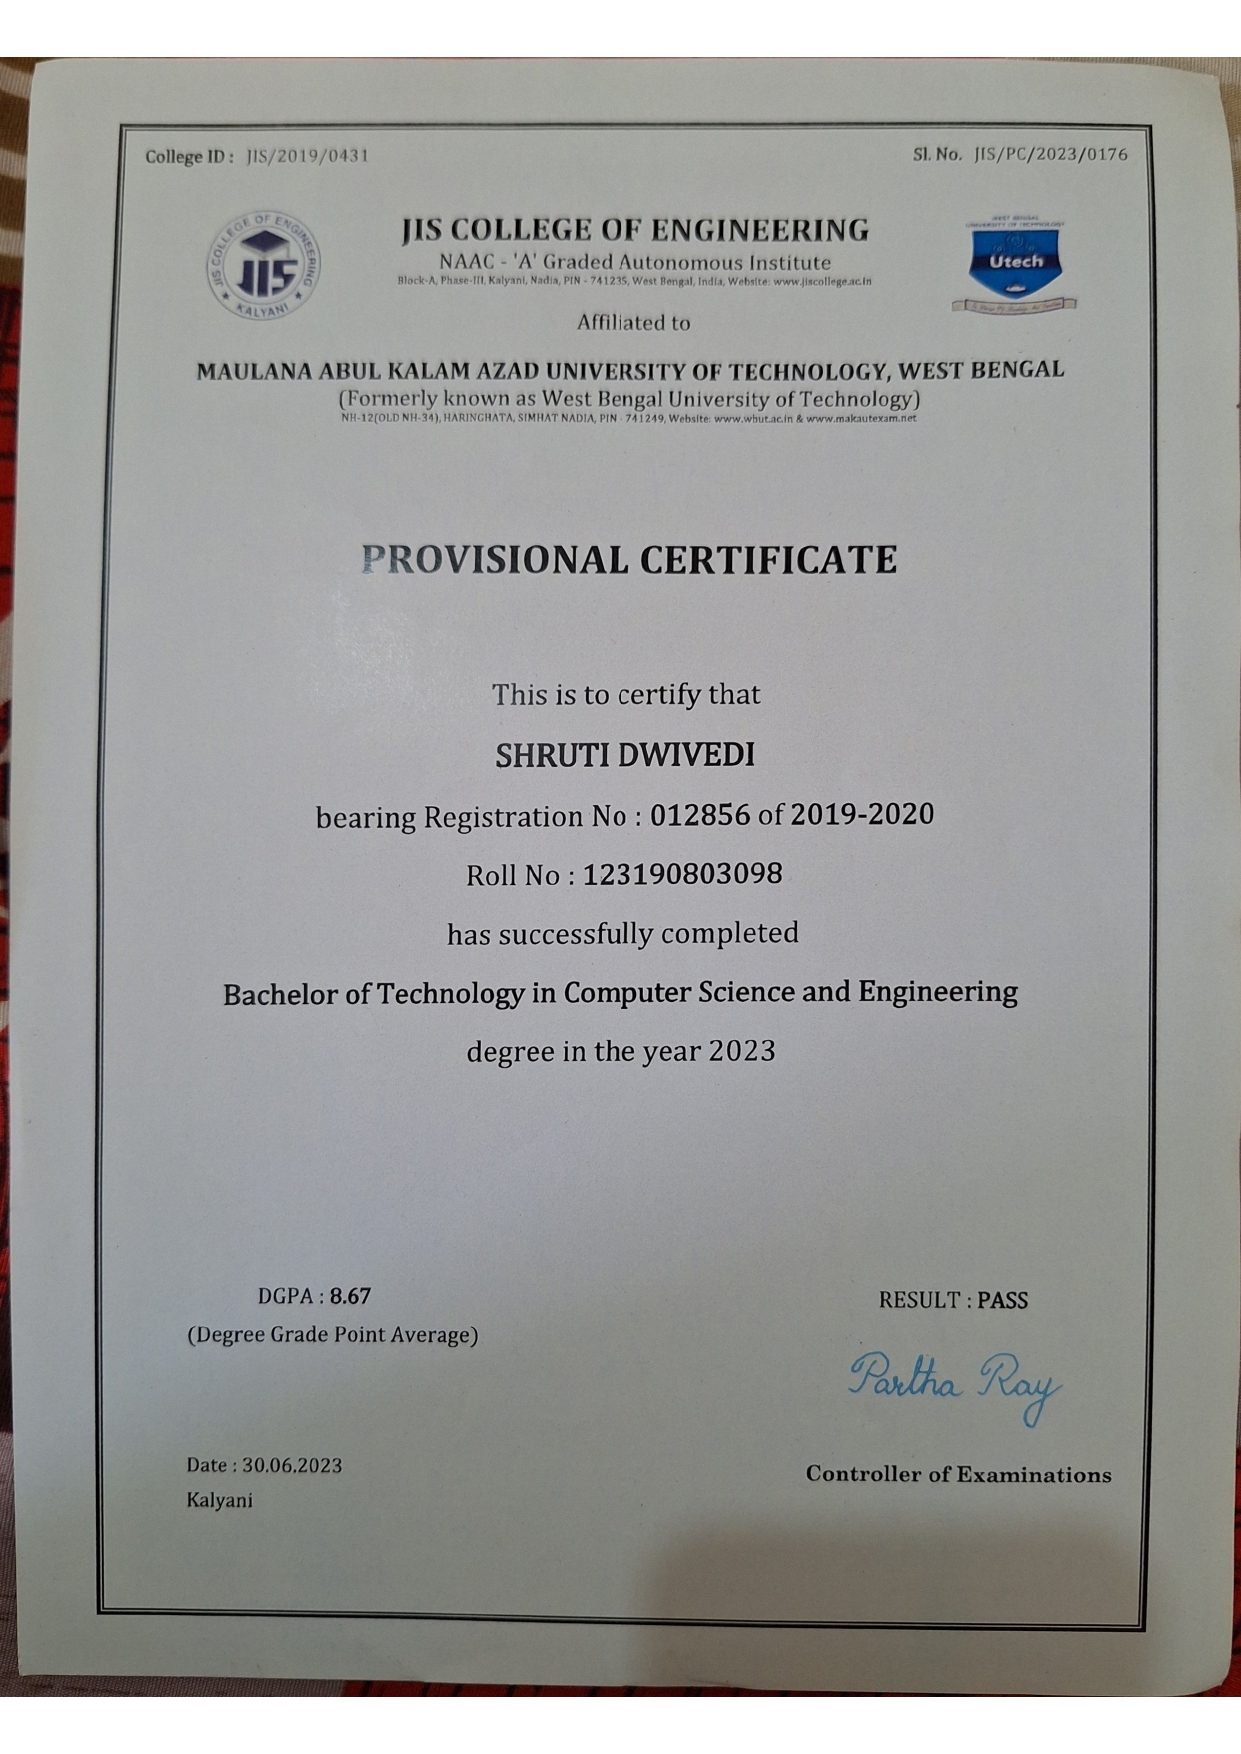 College ID : JIS/2019/0431
Sl. No. JIS/PC/2023/0176
JIS COLLEGE OF ENGINEERING
KALYANI
JIS
JIS COLLEGE OF ENGINEERING
NAAC - 'A' Graded Autonomous Institute
Block-A, Phase-III, Kalyani, Nadia, PIN - 741235, West Bengal, India, Website: www.jiscollege.ac.in
WEST BENGAL
UNIVERSITY OF TECHNOLOGY
Utech
Affiliated to
MAULANA ABUL KALAM AZAD UNIVERSITY OF TECHNOLOGY, WEST BENGAL
(Formerly known as West Bengal University of Technology)
NH-12(OLD NH-34), HARINGHATA, SIMHAT NADIA, PIN - 741249, Website: www.wbut.ac.in & www.makautexam.net
PROVISIONAL CERTIFICATE
This is to certify that
SHRUTI DWIVEDI
bearing Registration No : 012856 of 2019-2020
Roll No : 123190803098
has successfully completed
Bachelor of Technology in Computer Science and Engineering
degree in the year 2023
DGPA : 8.67
(Degree Grade Point Average)
RESULT : PASS
Partha Ray
Controller of Examinations
Date : 30.06.2023
Kalyani